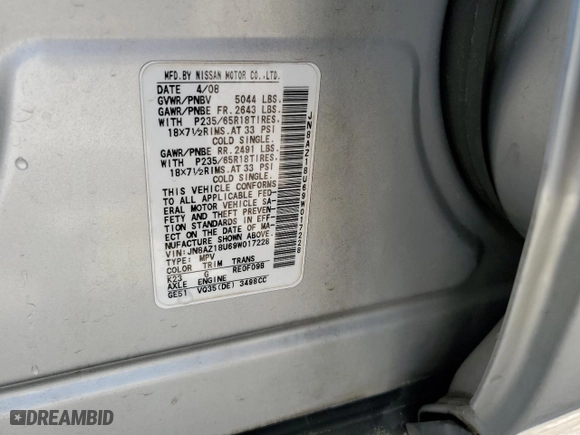 MFD.BY NISSAN MOTOR CO.,LTD.
DATE 4/08
GVWR/PNBV 5044 LBS.
GAWR/PNBE FR. 2643 LBS.
WITH P235/65R18TIRES.
18X7½RIMS.AT 33 PSI
COLD SINGLE.
GAWR/PNBE RR. 2491 LBS.
WITH P235/65R18TIRES.
18X7½RIMS.AT 33 PSI
COLD SINGLE.
THIS VEHICLE CONFORMS
TO ALL APPLICABLE FED-
ERAL MOTOR VEHICLE SA-
FETY AND THEFT PREVEN-
TION STANDARDS IN EFF-
ECT ON THE DATE OF MA-
NUFACTURE SHOWN ABOVE.
VIN: JN8AZ18U69W017228
TYPE: MPV
COLOR TRIM TRANS
K23 G RE0F09B
AXLE ENGINE
GE51 VQ35(DE) 3498CC
JN8AZ18U69W017228
DREAMBID